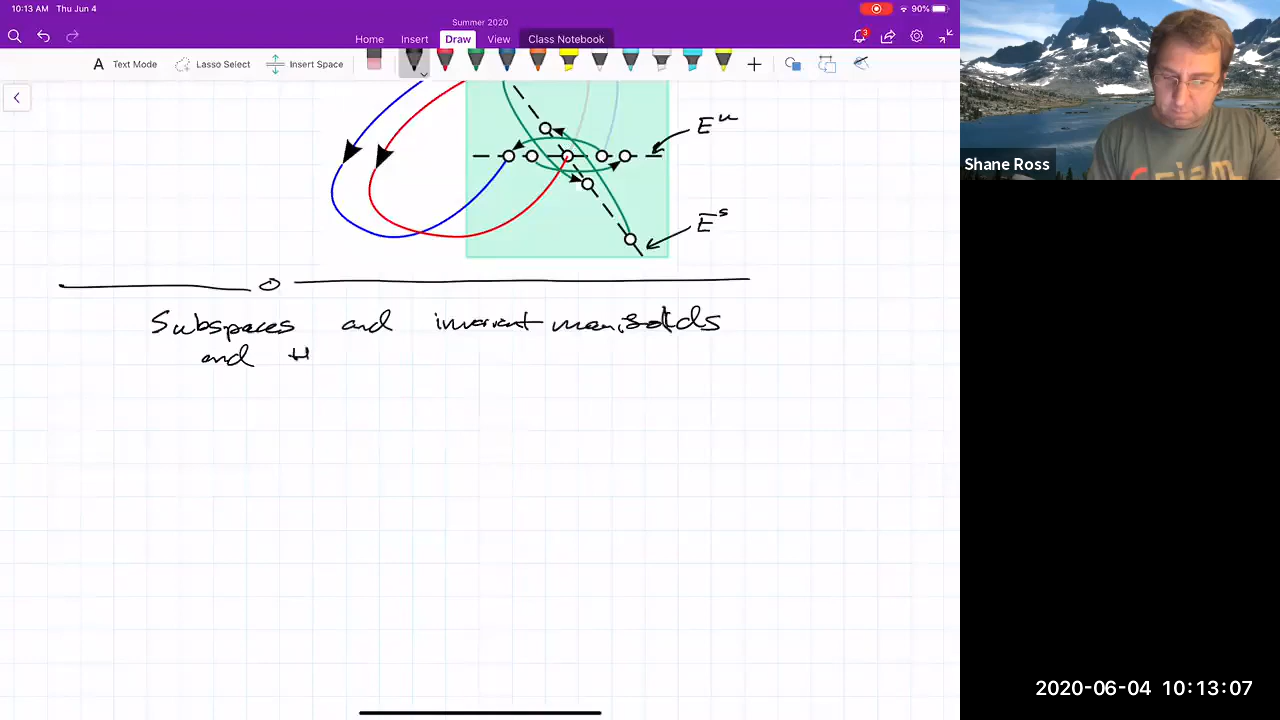 10:13 AM Thu Jun 4
90%
Summer 2020
Home Insert Draw View Class Notebook
3
A Text Mode Lasso Select Insert Space
E^u
E^s
Subspaces and invariant manifolds
and
Shane Ross
2020-06-04 10:13:07